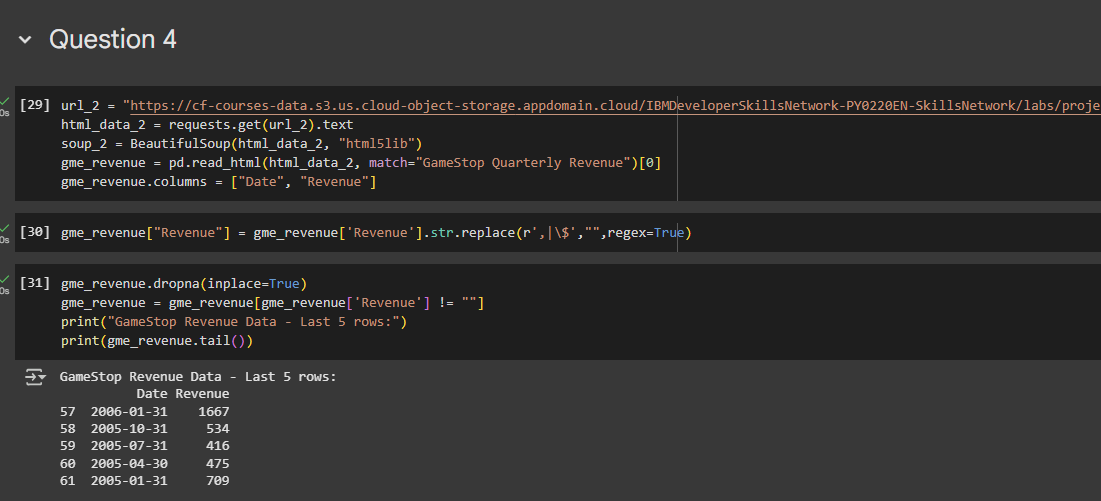 Question 4
[29] url_2 = "https://cf-courses-data.s3.us.cloud-object-storage.appdomain.cloud/IBMDeveloperSkillsNetwork-PY0220EN-SkillsNetwork/labs/proje
0s
html_data_2 = requests.get(url_2).text
soup_2 = BeautifulSoup(html_data_2, "html5lib")
gme_revenue = pd.read_html(html_data_2, match="GameStop Quarterly Revenue")[0]
gme_revenue.columns = ["Date", "Revenue"]
[30] gme_revenue["Revenue"] = gme_revenue['Revenue'].str.replace(r',|\$',"",regex=True)
0s
[31] gme_revenue.dropna(inplace=True)
0s
gme_revenue = gme_revenue[gme_revenue['Revenue'] != ""]
print("GameStop Revenue Data - Last 5 rows:")
print(gme_revenue.tail())
GameStop Revenue Data - Last 5 rows:
Date Revenue
57 2006-01-31 1667
58 2005-10-31 534
59 2005-07-31 416
60 2005-04-30 475
61 2005-01-31 709